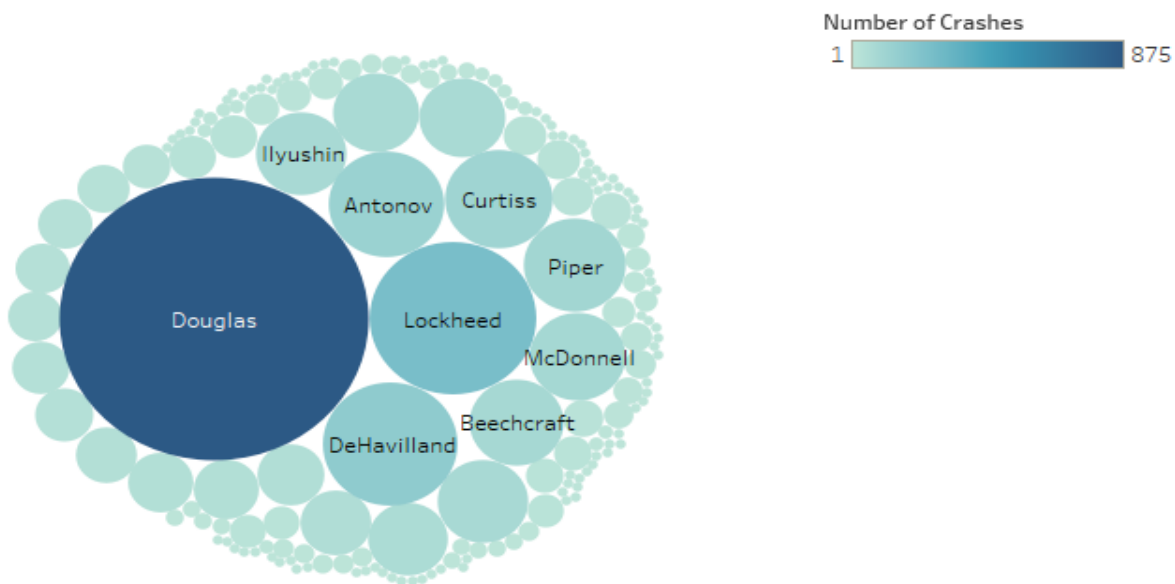 Number of Crashes
1 875
Ilyushin
Antonov
Curtiss
Piper
Douglas
Lockheed
McDonnell
Beechcraft
DeHavilland